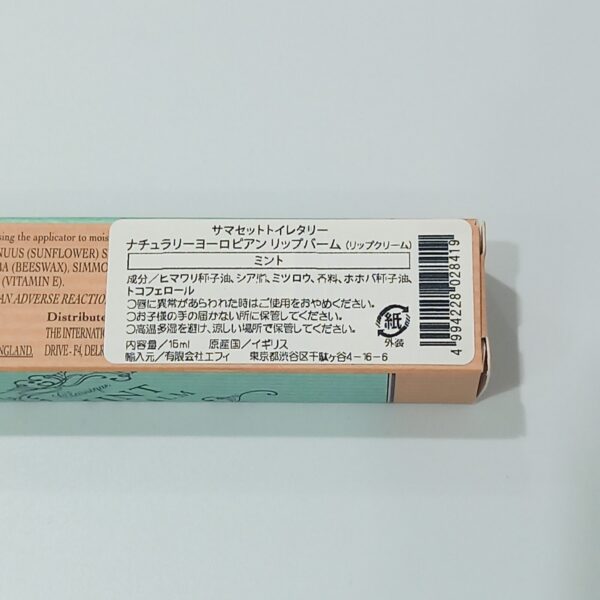 サマセットトイレタリー
ナチュラリーヨーロピアン リップバーム (リップクリーム)
ミント
成分／ヒマワリ種子油、シア脂、ミツロウ、香料、ホホバ種子油、
トコフェロール
○唇に異常があらわれた時はご使用をおやめください。
○お子様の手の届かない所に保管してください。
○高温多湿を避け、涼しい場所で保管してください。
内容量／15ml 原産国／イギリス
輸入元／有限会社エフィ 東京都渋谷区千駄ヶ谷4-16-6
紙
外装
4 994228 028419
sing the applicator to mois
NUUS (SUNFLOWER) S
BA (BEESWAX), SIMMO
(VITAMIN E).
AN ADVERSE REACTIO
Distribute
THE INTERNATI
ENGLAND. DRIVE - F4, DEL
Classique